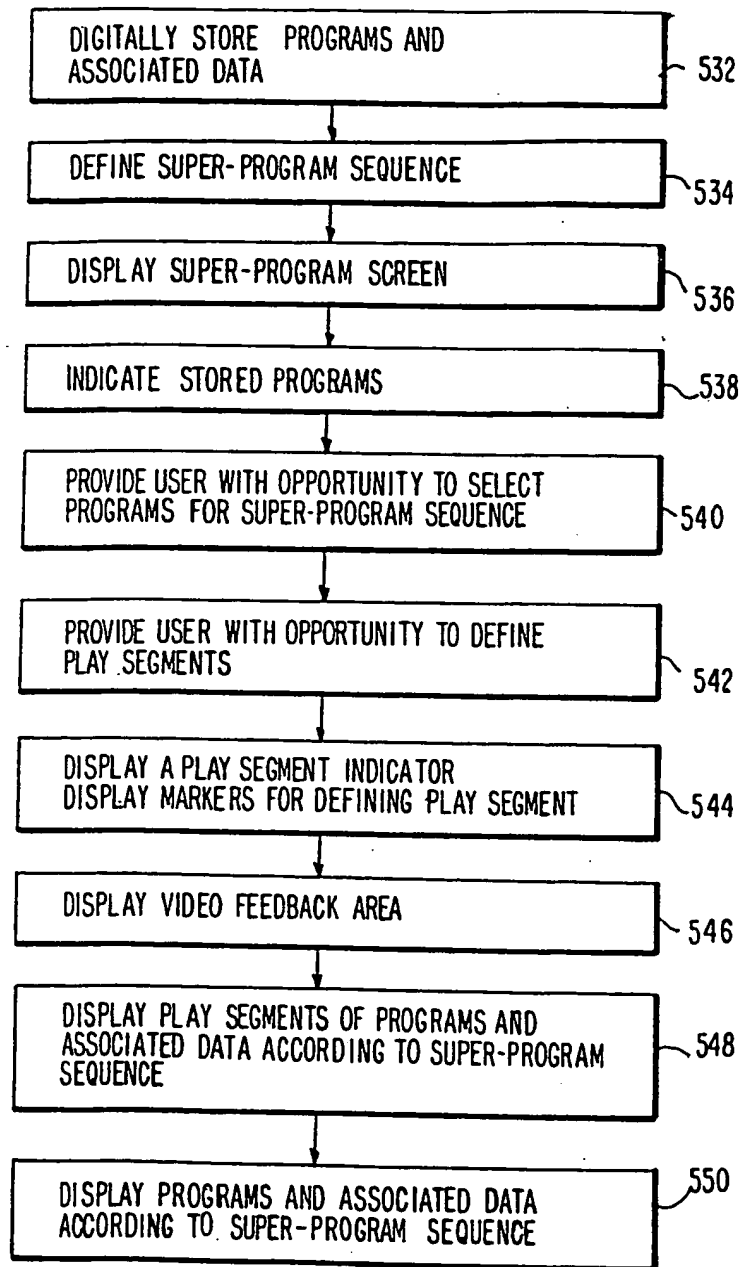 DIGITALLY STORE PROGRAMS AND
ASSOCIATED DATA
532
DEFINE SUPER-PROGRAM SEQUENCE
534
DISPLAY SUPER-PROGRAM SCREEN
536
INDICATE STORED PROGRAMS
538
PROVIDE USER WITH OPPORTUNITY TO SELECT
PROGRAMS FOR SUPER-PROGRAM SEQUENCE
540
PROVIDE USER WITH OPPORTUNITY TO DEFINE
PLAY SEGMENTS
542
DISPLAY A PLAY SEGMENT INDICATOR
DISPLAY MARKERS FOR DEFINING PLAY SEGMENT
544
DISPLAY VIDEO FEEDBACK AREA
546
DISPLAY PLAY SEGMENTS OF PROGRAMS AND
ASSOCIATED DATA ACCORDING TO SUPER-PROGRAM
SEQUENCE
548
DISPLAY PROGRAMS AND ASSOCIATED DATA
ACCORDING TO SUPER-PROGRAM SEQUENCE
550